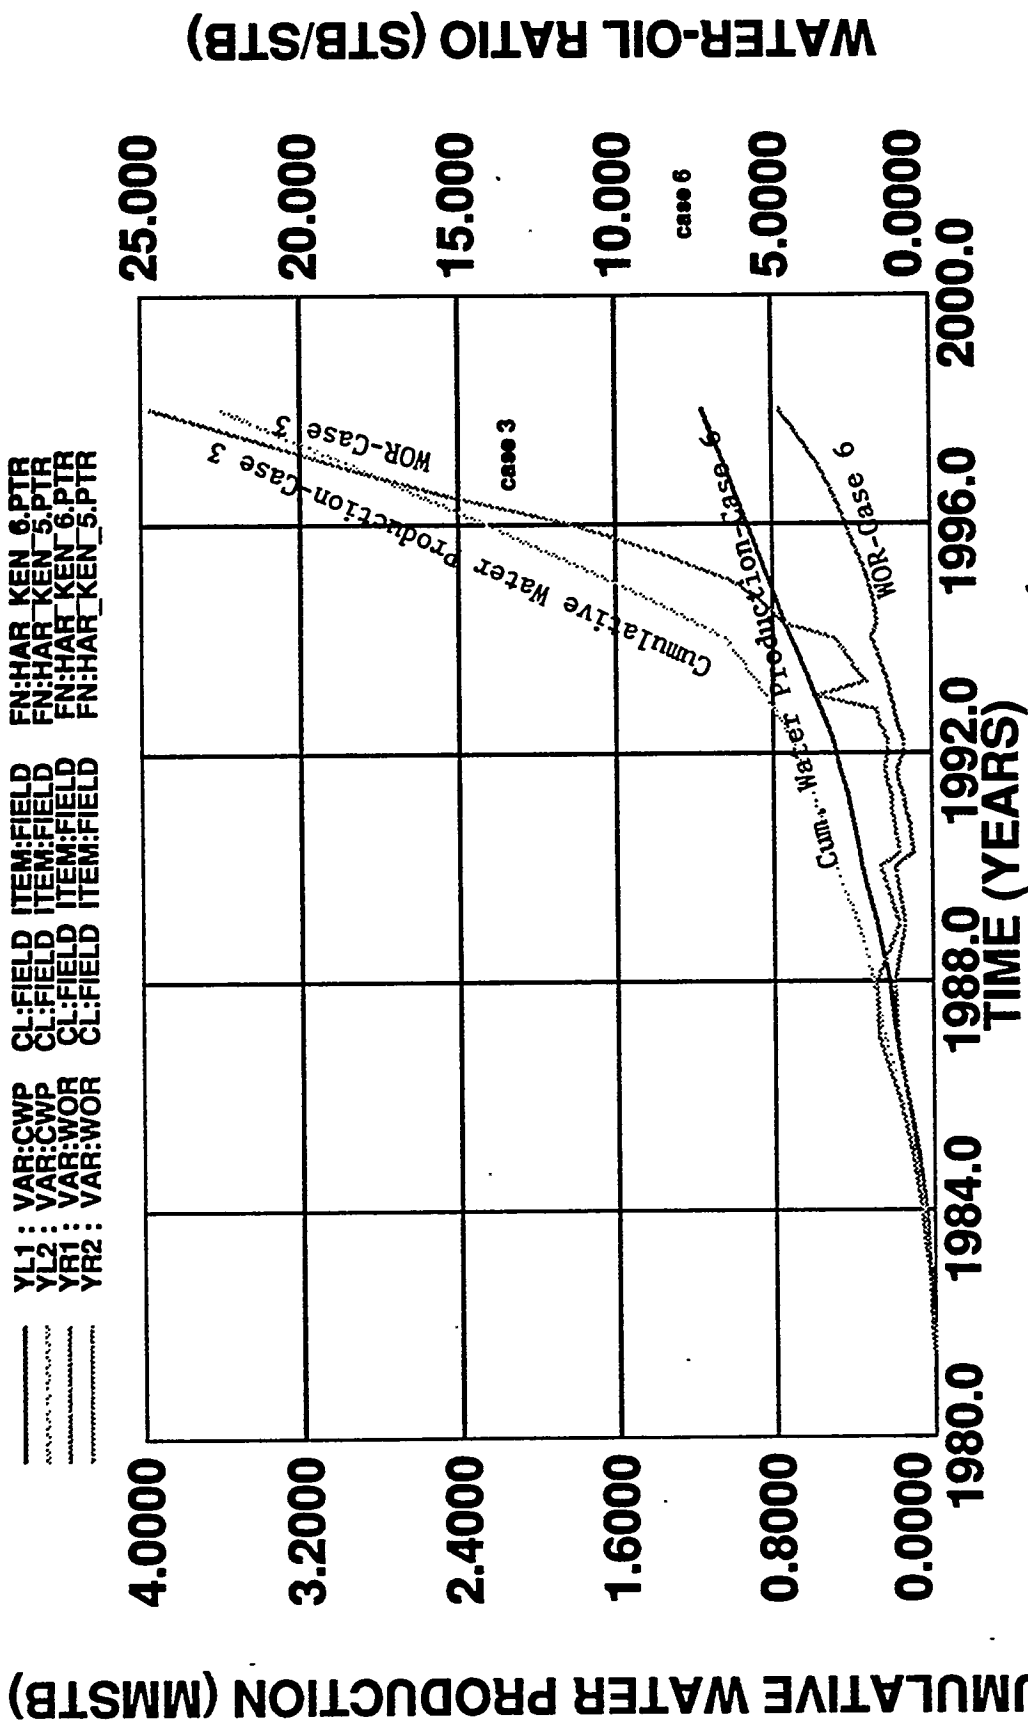 YL1 : VAR:CWP CL:FIELD ITEM:FIELD FN:HAR_KEN_6.PTR
YL2 : VAR:CWP CL:FIELD ITEM:FIELD FN:HAR_KEN_5.PTR
YR1 : VAR:WOR CL:FIELD ITEM:FIELD FN:HAR_KEN_6.PTR
YR2 : VAR:WOR CL:FIELD ITEM:FIELD FN:HAR_KEN_5.PTR
UMULATIVE WATER PRODUCTION (MMSTB)
4.0000
3.2000
2.4000
1.6000
0.8000
0.0000
Cumulative Water Production-Case 3
WOR-Case 3
case 3
Cum. Water Production-Case 6
WOR-Case 6
case 6
25.000
20.000
15.000
10.000
5.0000
0.0000
WATER-OIL RATIO (STB/STB)
1980.0
1984.0
1988.0
1992.0
1996.0
2000.0
TIME (YEARS)